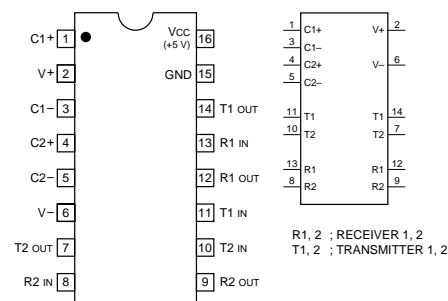 C1+ 1
V+ 2
C1− 3
C2+ 4
C2− 5
V− 6
T2 OUT 7
R2 IN 8
16 VCC
(+5 V)
15 GND
14 T1 OUT
13 R1 IN
12 R1 OUT
11 T1 IN
10 T2 IN
9 R2 OUT
1 C1+ V+ 2
3 C1−
4 C2+ V− 6
5 C2−
11 T1 T1 14
10 T2 T2 7
13 R1 R1 12
8 R2 R2 9
R1, 2 ; RECEIVER 1, 2
T1, 2 ; TRANSMITTER 1, 2